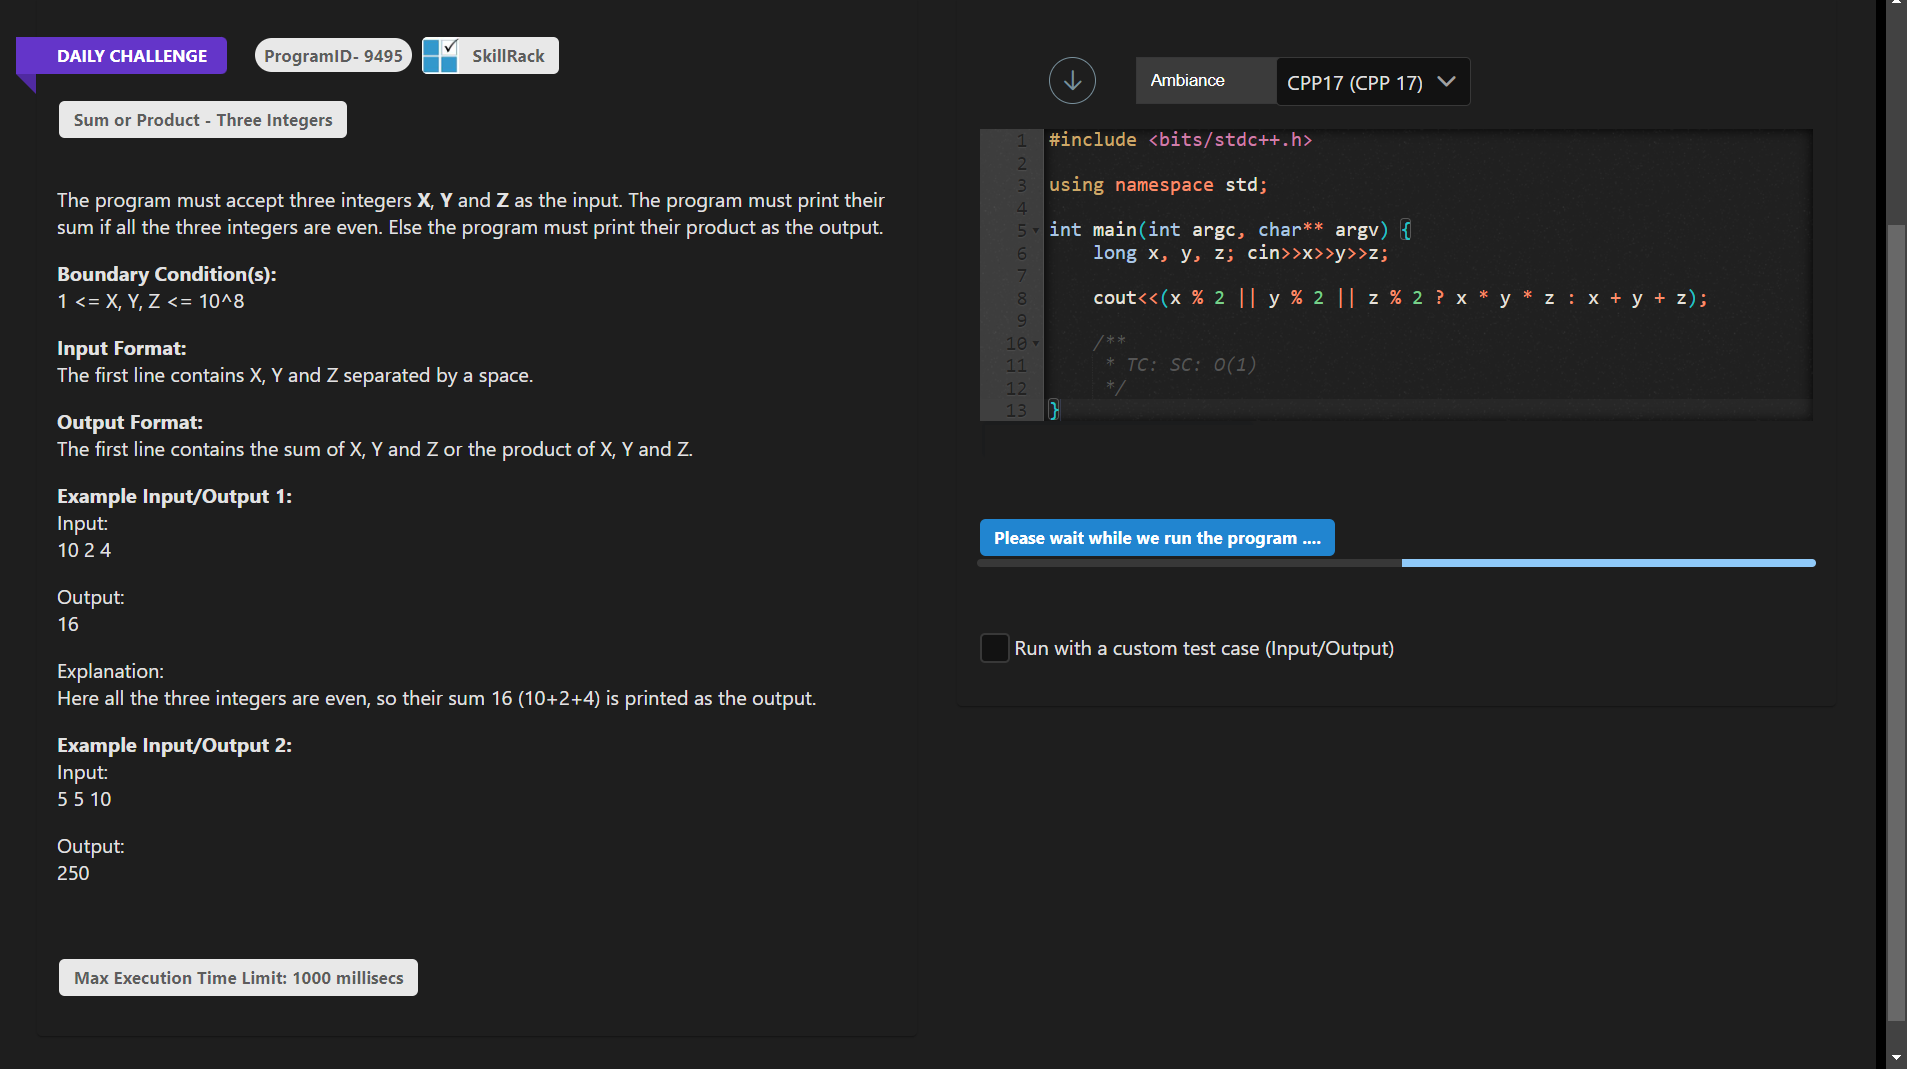 DAILY CHALLENGE
ProgramID- 9495
SkillRack
Sum or Product - Three Integers
The program must accept three integers X, Y and Z as the input. The program must print their
sum if all the three integers are even. Else the program must print their product as the output.
Boundary Condition(s):
1 <= X, Y, Z <= 10^8
Input Format:
The first line contains X, Y and Z separated by a space.
Output Format:
The first line contains the sum of X, Y and Z or the product of X, Y and Z.
Example Input/Output 1:
Input:
10 2 4
Output:
16
Explanation:
Here all the three integers are even, so their sum 16 (10+2+4) is printed as the output.
Example Input/Output 2:
Input:
5 5 10
Output:
250
Max Execution Time Limit: 1000 millisecs
Ambiance
CPP17 (CPP 17)
1 #include <bits/stdc++.h>
2
3 using namespace std;
4
5 int main(int argc, char** argv) {
6     long x, y, z; cin>>x>>y>>z;
7
8     cout<<(x % 2 || y % 2 || z % 2 ? x * y * z : x + y + z);
9
10     /**
11      * TC: SC: O(1)
12      */
13 }
Please wait while we run the program ....
Run with a custom test case (Input/Output)